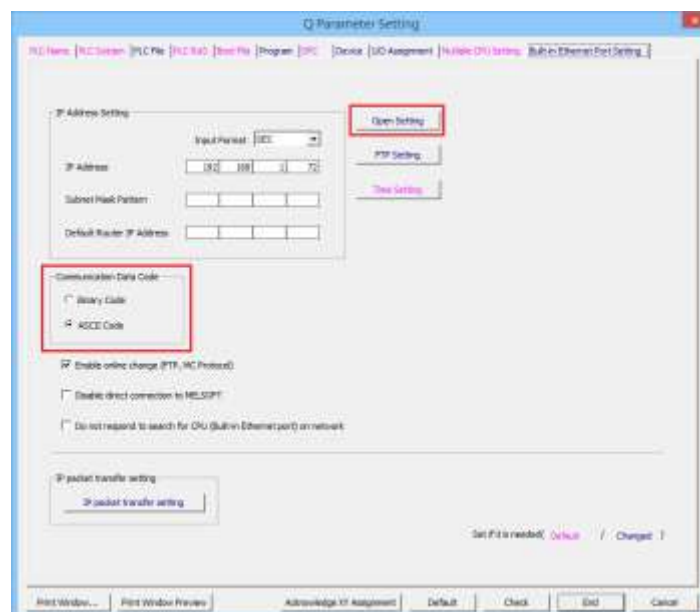 Q Parameter Setting
PLC Name PLC System PLC File PLC RAS Boot File Program SFC Device I/O Assignment Multiple CPU Setting Built-in Ethernet Port Setting
IP Address Setting
Open Setting
Input Format DEC
FTP Setting
IP Address 192 168 1 72
Time Setting
Subnet Mask Pattern
Default Router IP Address
Communication Data Code
Binary Code
ASCII Code
Enable online change (FTP, MC Protocol)
Disable direct connection to MELSOFT
Do not respond to search for CPU (Built-in Ethernet port) on network
IP packet transfer setting
IP packet transfer setting
Set if it is needed( Default / Changed )
Print Window... Print Window Preview Acknowledge XY Assignment Default Check End Cancel